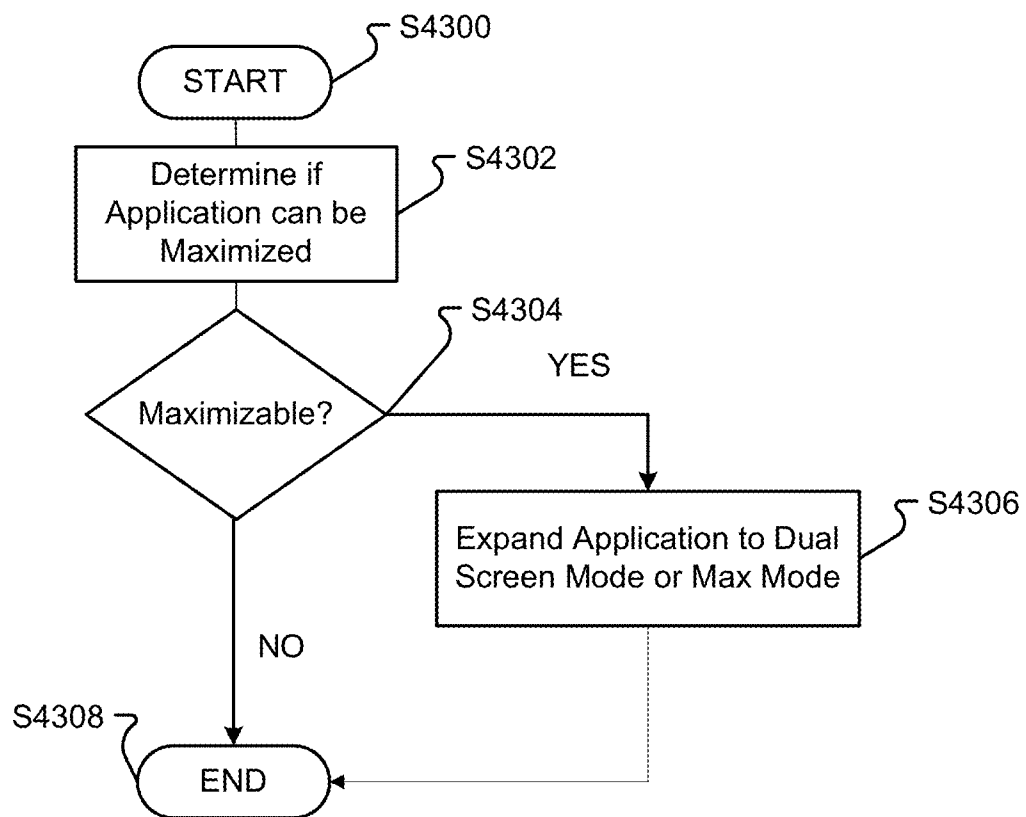 S4300
START
S4302
Determine if
Application can be
Maximized
S4304
YES
Maximizable?
S4306
Expand Application to Dual
Screen Mode or Max Mode
NO
S4308
END